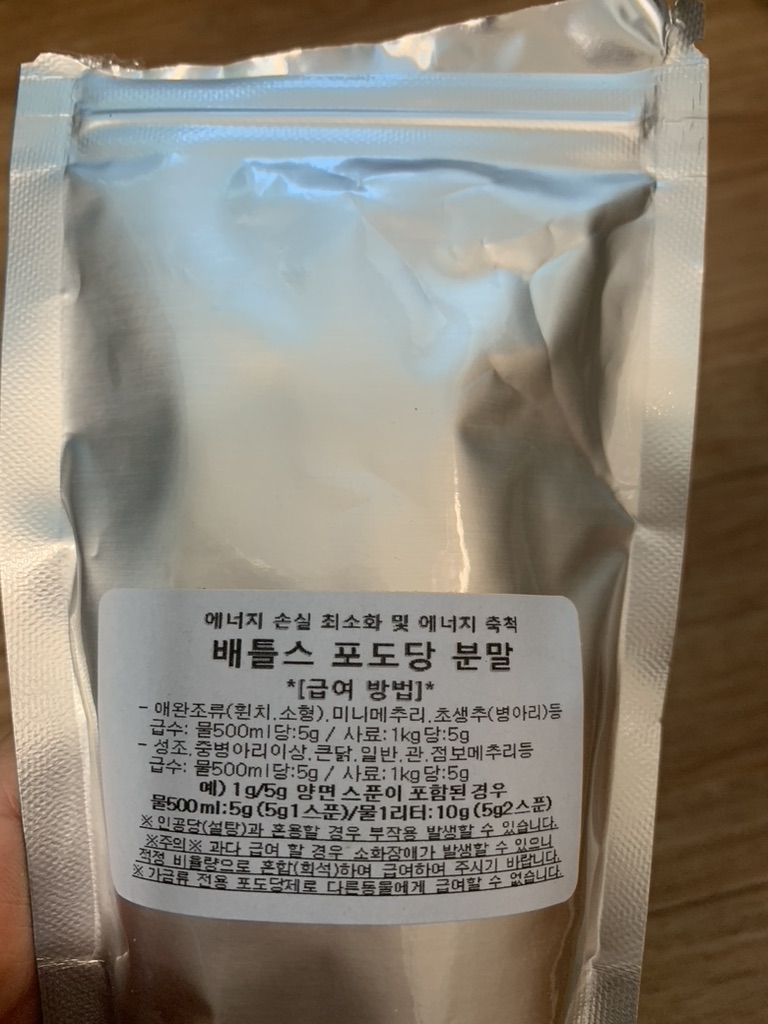 에너지 손실 최소화 및 에너지 축척
배틀스 포도당 분말
*[급여 방법]*
- 애완조류(휜치.소형).미니메추리.초생추(병아리)등
급수: 물500ml당:5g / 사료:1kg당:5g
- 성조.중병아리이상.큰닭.일반.관.점보메추리등
급수: 물500ml당:5g / 사료:1kg당:5g
예) 1g/5g 양면 스푼이 포함된 경우
물500ml:5g (5g1스푼)/물1리터: 10g (5g2스푼)
※인공당(설탕)과 혼용할 경우 부작용 발생할 수 있습니다.
※주의※ 과다 급여 할 경우 소화장애가 발생할 수 있으니
적정 비율량으로 혼합(희석)하여 급여하여 주시기 바랍니다.
※ 가금류 전용 포도당제로 다른동물에게 급여할 수 없습니다.